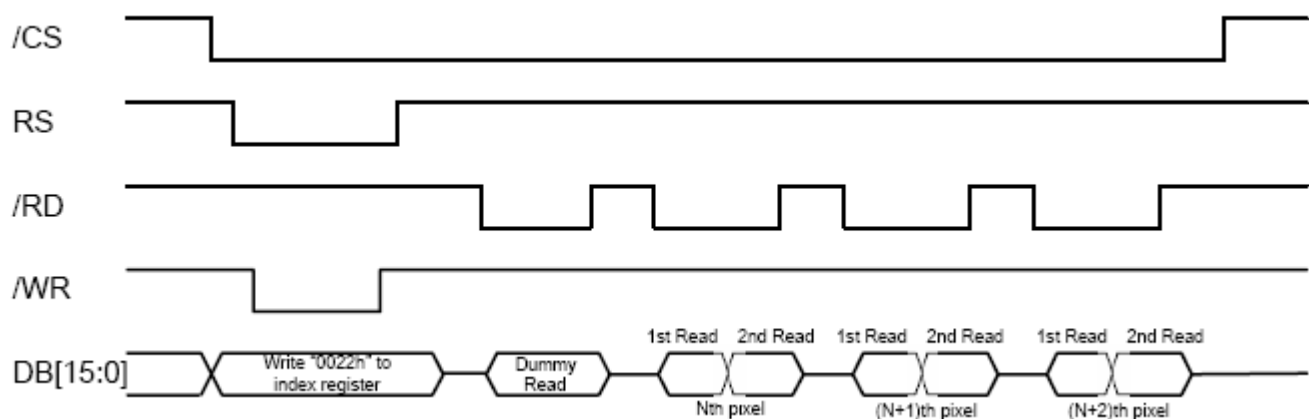 /CS
RS
/RD
/WR
1st Read 2nd Read 1st Read 2nd Read 1st Read 2nd Read
DB[15:0]
Write "0022h" to
index register
Dummy
Read
Nth pixel (N+1)th pixel (N+2)th pixel